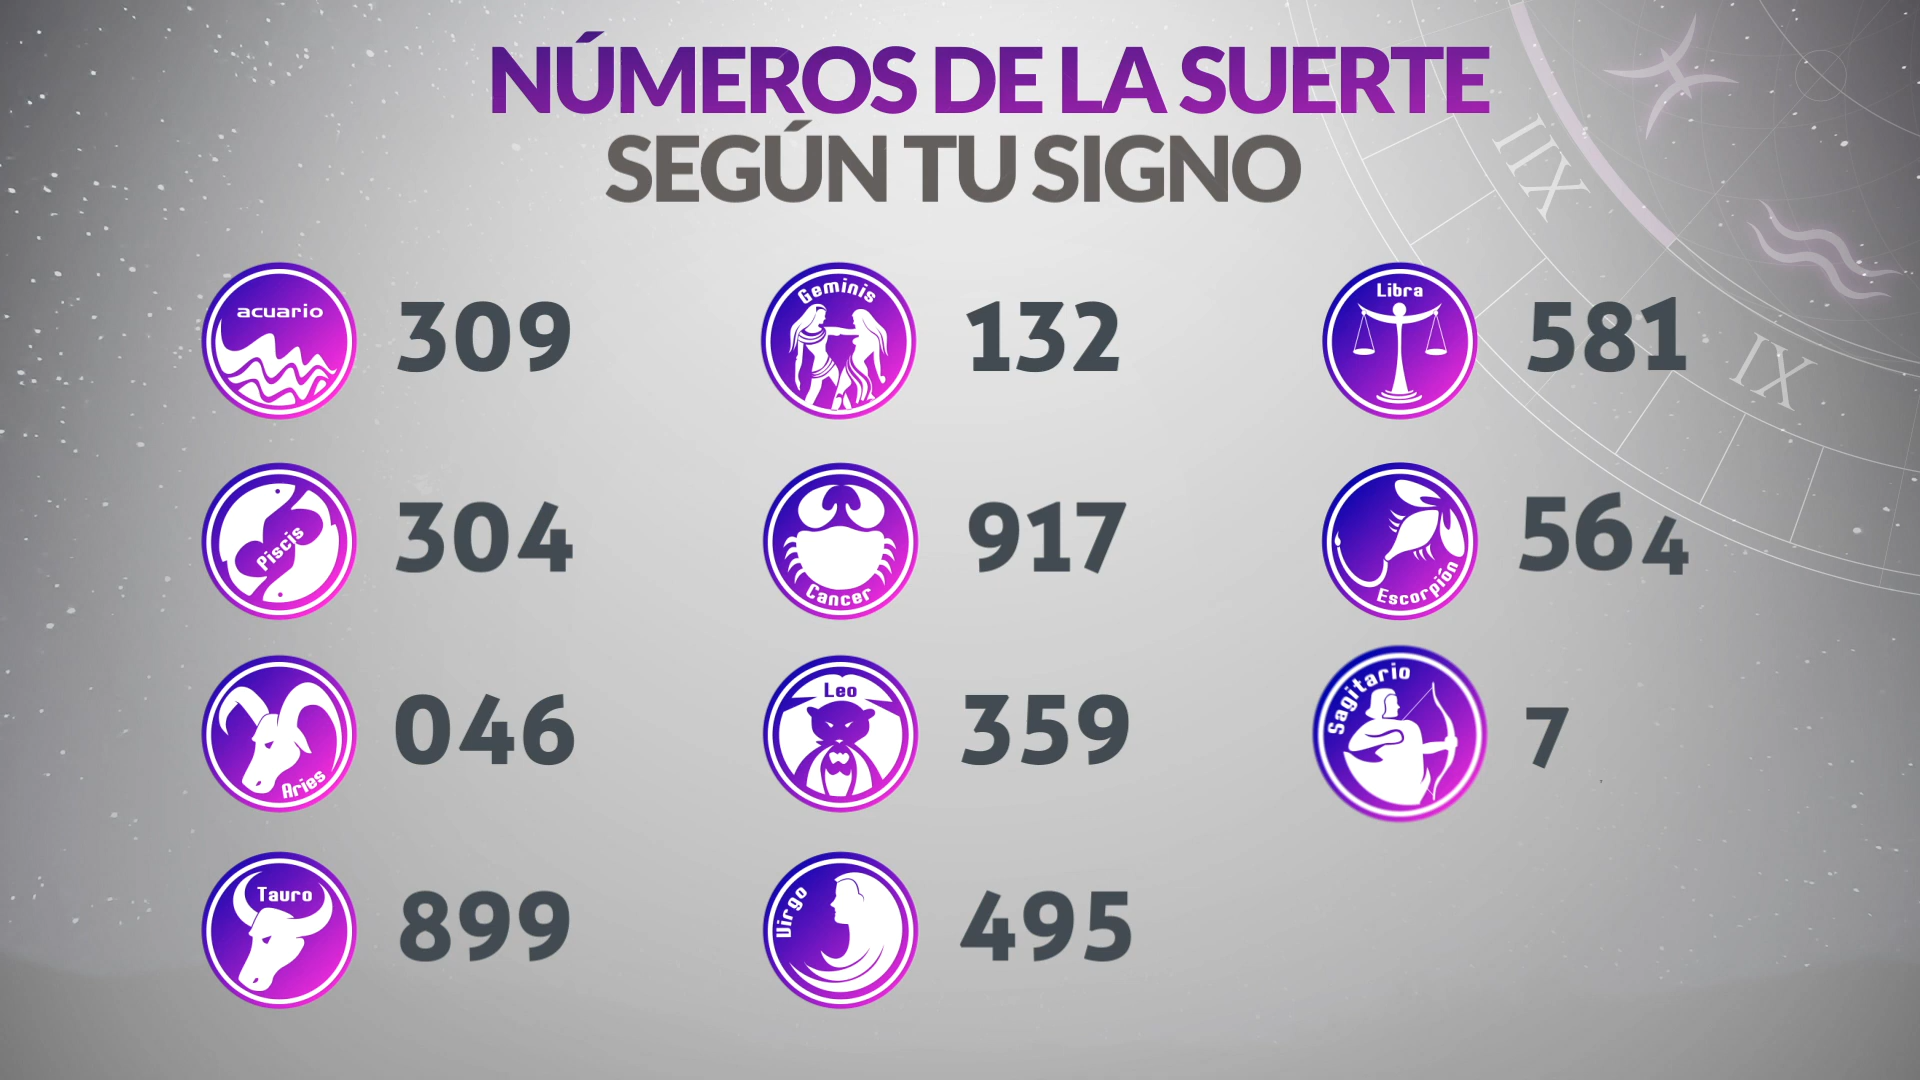 NÚMEROS DE LA SUERTE
SEGÚN TU SIGNO
acuario 309
Geminis 132
Libra 581
Piscis 304
Cancer 917
Escorpión 564
Aries 046
Leo 359
Sagitario 7
Tauro 899
Virgo 495
XII
XI